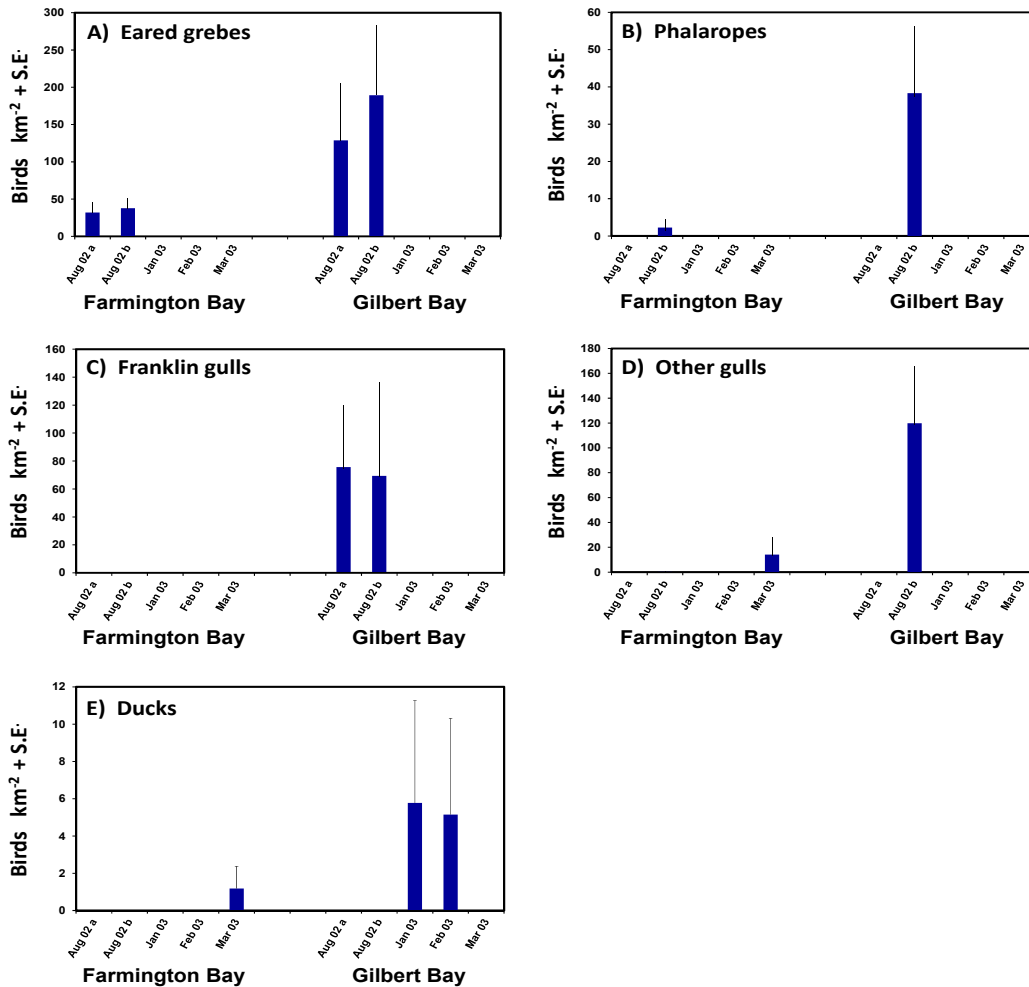 A) Eared grebes
Birds km⁻² + S.E.
300
250
200
150
100
50
0
Aug 02 a
Aug 02 b
Jan 03
Feb 03
Mar 03
Aug 02 a
Aug 02 b
Jan 03
Feb 03
Mar 03
Farmington Bay
Gilbert Bay
B) Phalaropes
Birds km⁻² + S.E.
60
50
40
30
20
10
0
Aug 02 a
Aug 02 b
Jan 03
Feb 03
Mar 03
Aug 02 a
Aug 02 b
Jan 03
Feb 03
Mar 03
Farmington Bay
Gilbert Bay
C) Franklin gulls
Birds km⁻² + S.E.
160
140
120
100
80
60
40
20
0
Aug 02 a
Aug 02 b
Jan 03
Feb 03
Mar 03
Aug 02 a
Aug 02 b
Jan 03
Feb 03
Mar 03
Farmington Bay
Gilbert Bay
D) Other gulls
Birds km⁻² + S.E.
180
160
140
120
100
80
60
40
20
0
Aug 02 a
Aug 02 b
Jan 03
Feb 03
Mar 03
Aug 02 a
Aug 02 b
Jan 03
Feb 03
Mar 03
Farmington Bay
Gilbert Bay
E) Ducks
Birds km⁻² + S.E.
12
10
8
6
4
2
0
Aug 02 a
Aug 02 b
Jan 03
Feb 03
Mar 03
Aug 02 a
Aug 02 b
Jan 03
Feb 03
Mar 03
Farmington Bay
Gilbert Bay